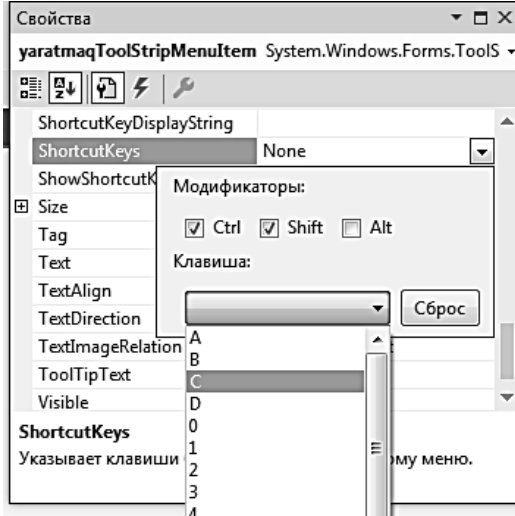 Свойства
yaratmaqToolStripMenuItem System.Windows.Forms.ToolS
ShortcutKeyDisplayString
ShortcutKeys None
ShowShortcutK
Size
Tag
Text
TextAlign
TextDirection
TextImageRelation
ToolTipText
Visible
Модификаторы:
Ctrl Shift Alt
Клавиша:
Сброс
A
B
C
D
0
1
2
3
4
ShortcutKeys
Указывает клавиши ому меню.